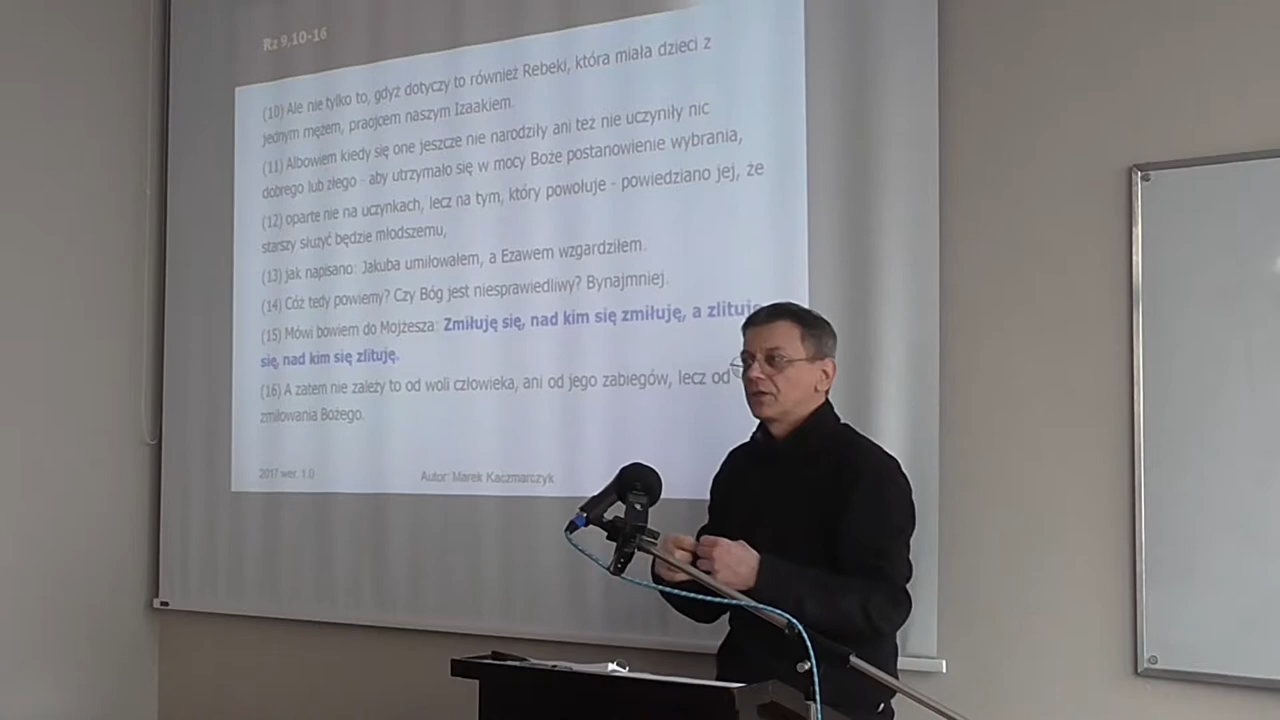 Rz 9,10-16
(10) Ale nie tylko to, gdyż dotyczy to również Rebeki, która miała dzieci z
jednym mężem, praojcem naszym Izaakiem.
(11) Albowiem kiedy się one jeszcze nie narodziły ani też nie uczyniły nic
dobrego lub złego - aby utrzymało się w mocy Boże postanowienie wybrania,
(12) oparte nie na uczynkach, lecz na tym, który powołuje - powiedziano jej, że
starszy służyć będzie młodszemu,
(13) jak napisano: Jakuba umiłowałem, a Ezawem wzgardziłem.
(14) Cóż tedy powiemy? Czy Bóg jest niesprawiedliwy? Bynajmniej.
(15) Mówi bowiem do Mojżesza: Zmiłuję się, nad kim się zmiłuję, a zlituję
się, nad kim się zlituję.
(16) A zatem nie zależy to od woli człowieka, ani od jego zabiegów, lecz od
zmiłowania Bożego.
2017 wer. 1.0 Autor: Marek Kaczmarczyk